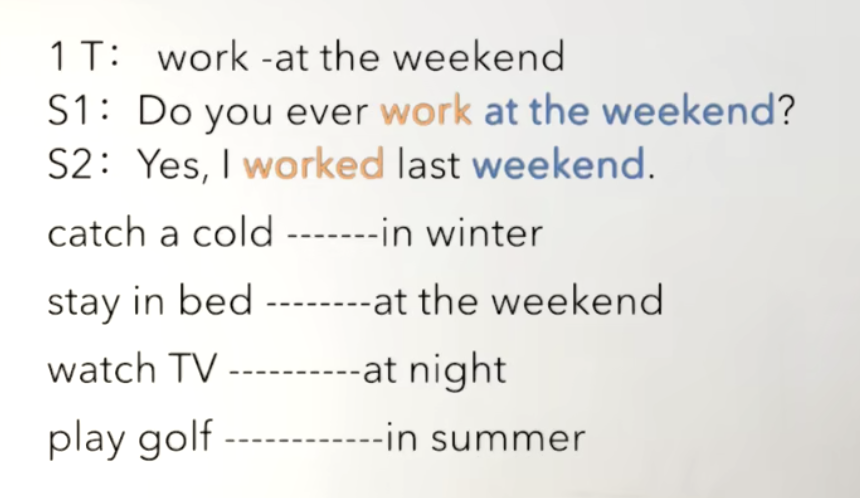 1 T： work -at the weekend
S1： Do you ever work at the weekend?
S2： Yes, I worked last weekend.
catch a cold -------in winter
stay in bed --------at the weekend
watch TV ----------at night
play golf ------------in summer